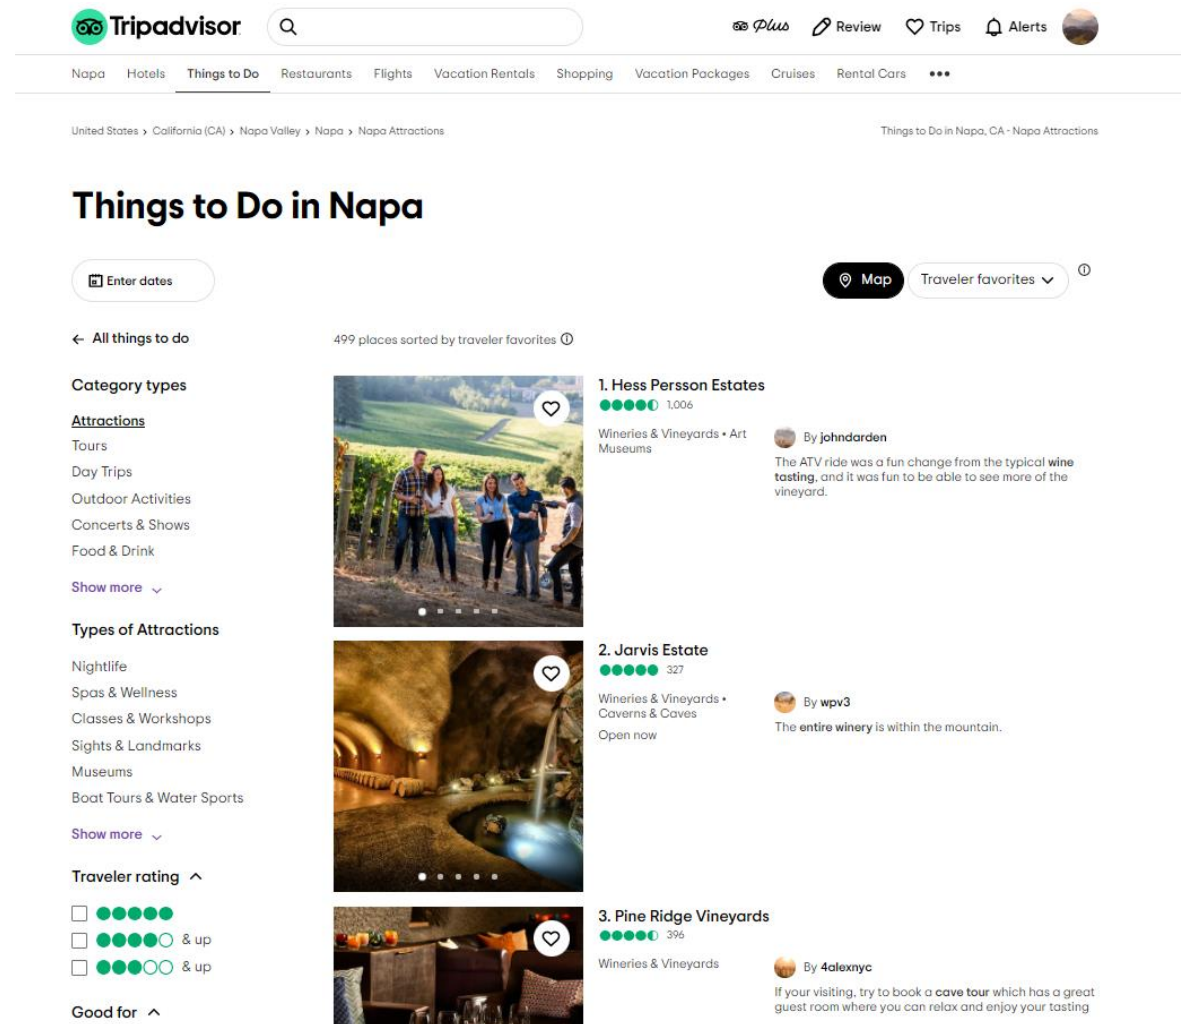 Tripadvisor
Plus
Review
Trips
Alerts
Napa Hotels Things to Do Restaurants Flights Vacation Rentals Shopping Vacation Packages Cruises Rental Cars •••
United States › California (CA) › Napa Valley › Napa › Napa Attractions
Things to Do in Napa, CA - Napa Attractions
Things to Do in Napa
Enter dates
Map
Traveler favorites
All things to do
499 places sorted by traveler favorites
Category types
Attractions
Tours
Day Trips
Outdoor Activities
Concerts & Shows
Food & Drink
Show more
Types of Attractions
Nightlife
Spas & Wellness
Classes & Workshops
Sights & Landmarks
Museums
Boat Tours & Water Sports
Show more
Traveler rating
& up
& up
Good for
1. Hess Persson Estates
1,006
Wineries & Vineyards • Art
Museums
By johndarden
The ATV ride was a fun change from the typical wine
tasting, and it was fun to be able to see more of the
vineyard.
2. Jarvis Estate
327
Wineries & Vineyards •
Caverns & Caves
Open now
By wpv3
The entire winery is within the mountain.
3. Pine Ridge Vineyards
396
Wineries & Vineyards
By 4alexnyc
If your visiting, try to book a cave tour which has a great
guest room where you can relax and enjoy your tasting